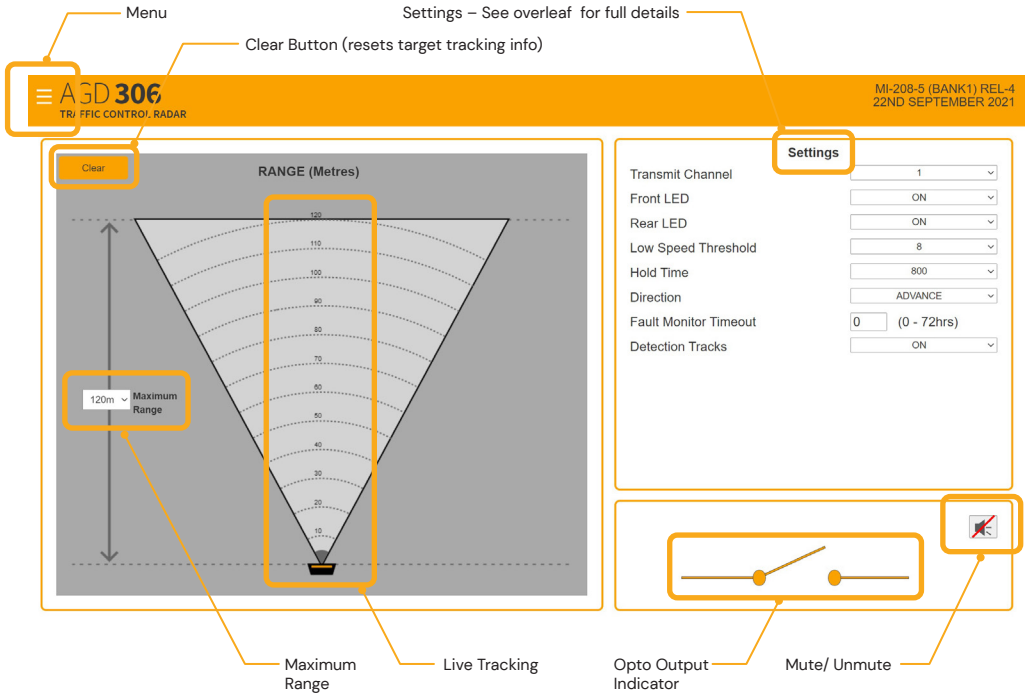 Menu
Settings – See overleaf for full details
Clear Button (resets target tracking info)
AGD 306
TRAFFIC CONTROL RADAR
MI-208-5 (BANK1) REL-4
22ND SEPTEMBER 2021
Clear
RANGE (Metres)
120
110
100
90
80
70
60
50
40
30
20
10
120m
Maximum
Range
Settings
Transmit Channel 1
Front LED ON
Rear LED ON
Low Speed Threshold 8
Hold Time 800
Direction ADVANCE
Fault Monitor Timeout 0 (0 - 72hrs)
Detection Tracks ON
Maximum
Range
Live Tracking
Opto Output
Indicator
Mute/ Unmute